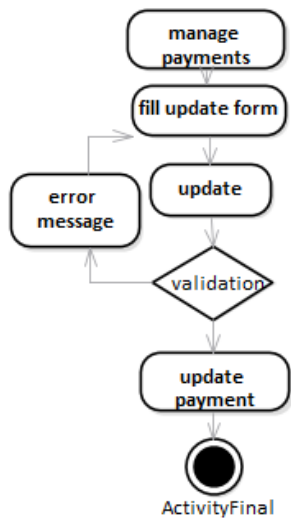 manage
payments
fill update form
update
error
message
validation
update
payment
ActivityFinal